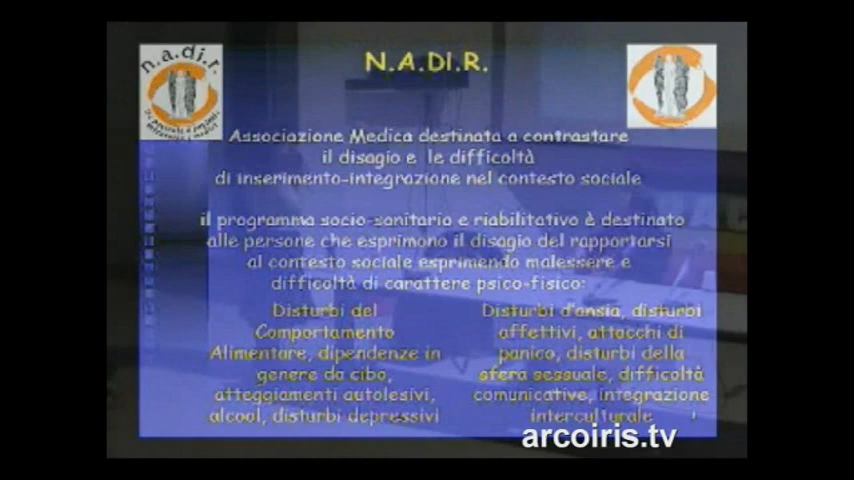 n.a.di.r.
N.A.DI.R.
Associazione Medica destinata a contrastare
il disagio e le difficoltà
di inserimento-integrazione nel contesto sociale
il programma socio-sanitario e riabilitativo è destinato
alle persone che esprimono il disagio del rapportarsi
al contesto sociale esprimendo malessere e
difficoltà di carattere psico-fisico:
Disturbi del
Comportamento
Alimentare, dipendenze in
genere da cibo,
atteggiamenti autolesivi,
alcool, disturbi depressivi
Disturbi d'ansia, disturbi
affettivi, attacchi di
panico, disturbi della
sfera sessuale, difficoltà
comunicative, integrazione
interculturale
arcoiris.tv